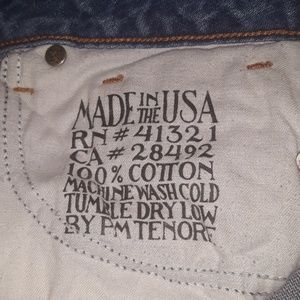 MADE IN THE USA
RN # 41321
CA # 28492
100% COTTON
MACHINE WASH COLD
TUMBLE DRY LOW
BY PM TENORE